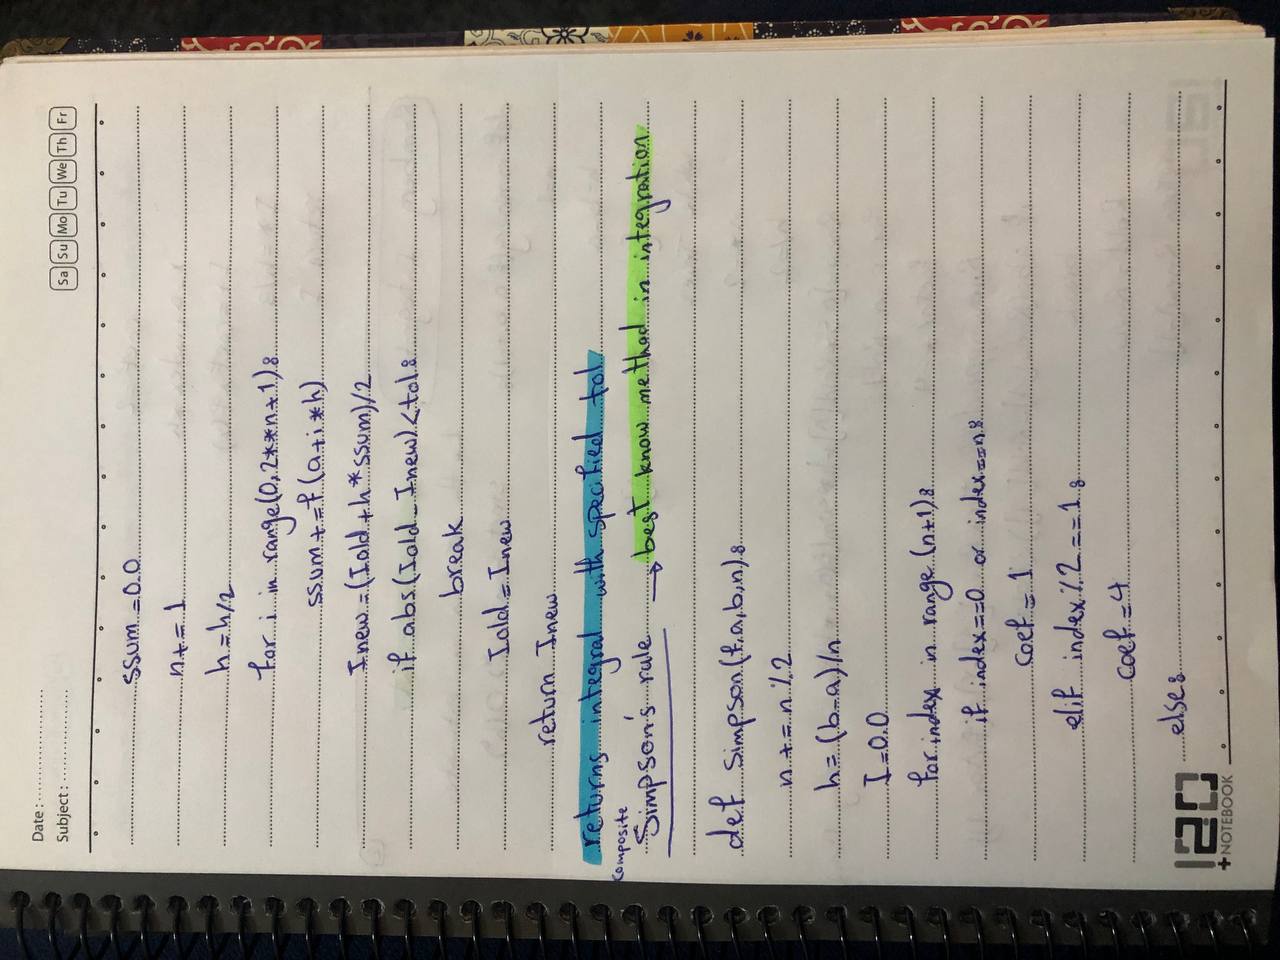 Date : ....................
Subject : ....................
Sa Su Mo Tu We Th Fr
ssum=0.0
n+=1
h=h/2
for i in range(0,2**n+1):
ssum+=f(a+i*h)
Inew=(Iold+h*ssum)/2
if abs(Iold-Inew)<tol:
break
Iold=Inew
return Inew
returns integral with specified tol
Composite
Simpson's rule → best know method in integration
def Simpson(f,a,b,n):
n+=n%2
h=(b-a)/n
I=0.0
for index in range(n+1):
if index==0 or index==n:
coef=1
elif index%2==1:
coef=4
else:
120
+NOTEBOOK